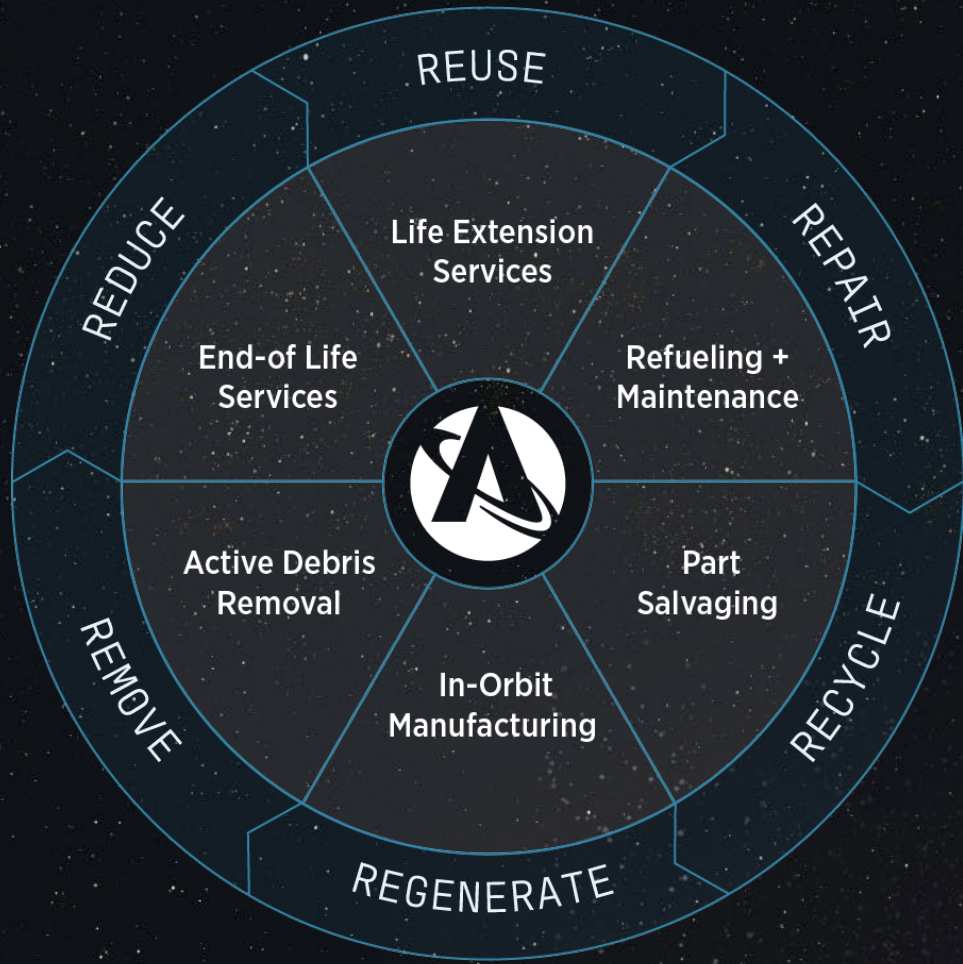 REUSE
REPAIR
RECYCLE
REGENERATE
REMOVE
REDUCE
Life Extension
Services
Refueling +
Maintenance
Part
Salvaging
In-Orbit
Manufacturing
Active Debris
Removal
End-of Life
Services
A